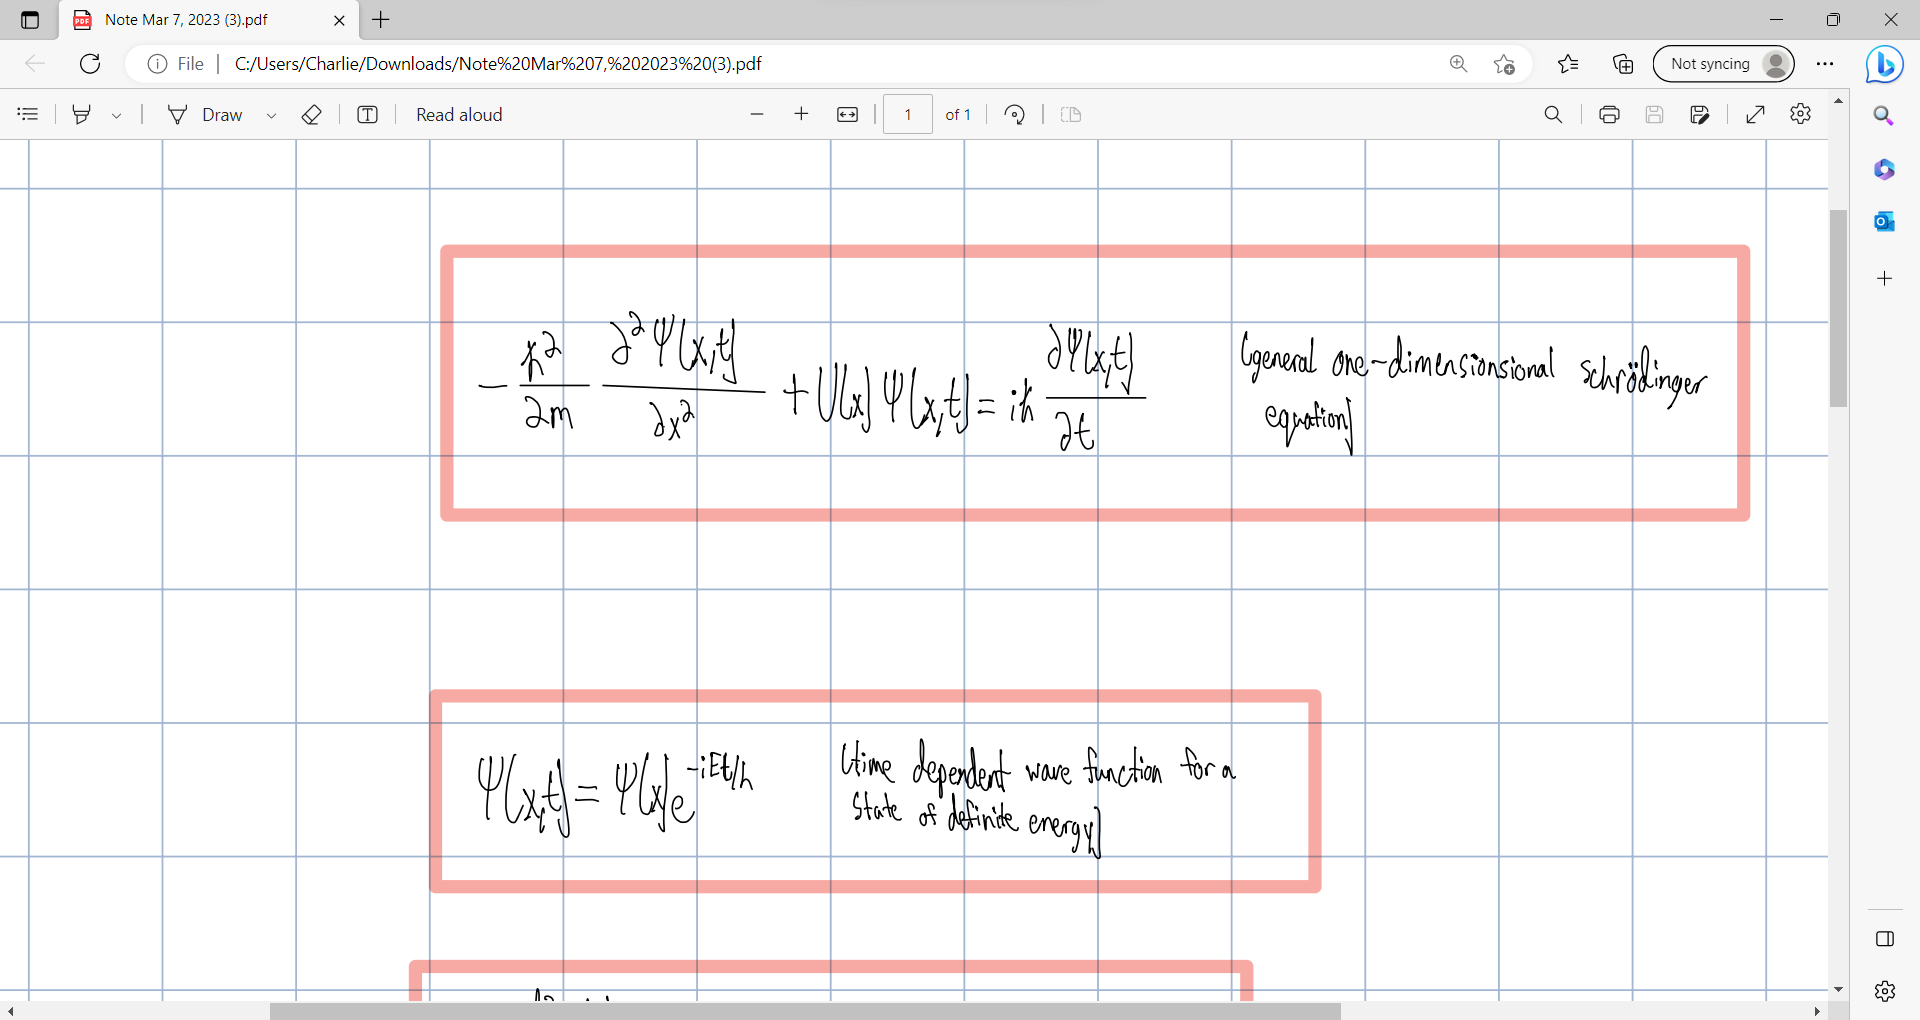 Note Mar 7, 2023 (3).pdf
File
C:/Users/Charlie/Downloads/Note%20Mar%207,%202023%20(3).pdf
Not syncing
Draw
Read aloud
1
of 1
-ħ²/2m ∂²Ψ(x,t)/∂x² + U(x)Ψ(x,t) = iħ ∂Ψ(x,t)/∂t
(general one-dimensionsional schrödinger
equation)
Ψ(x,t) = Ψ(x)e^-iEt/h
(time dependent wave function for a
state of definite energy)